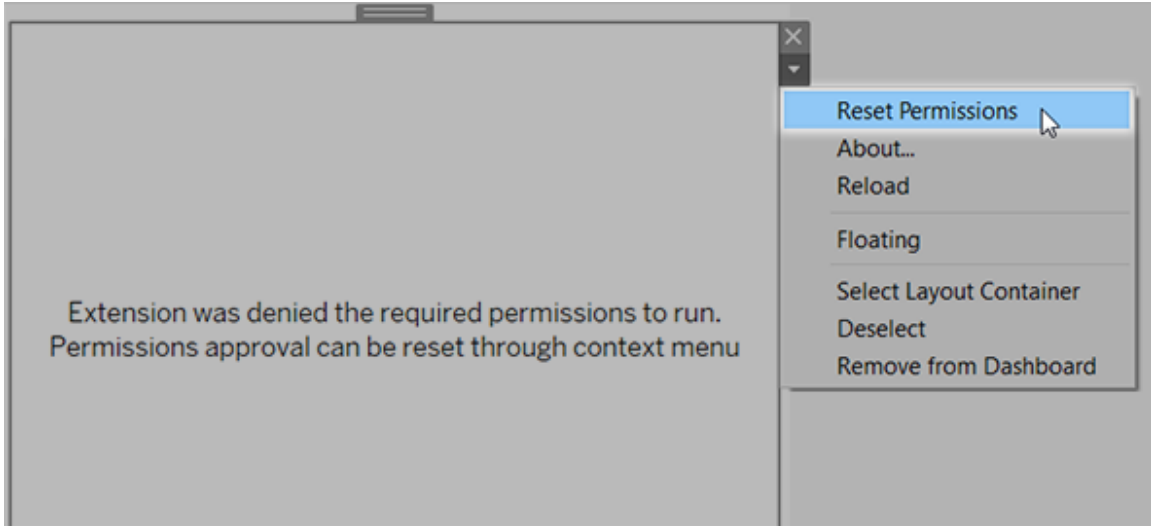 Reset Permissions
About...
Reload
Floating
Select Layout Container
Deselect
Remove from Dashboard
Extension was denied the required permissions to run.
Permissions approval can be reset through context menu